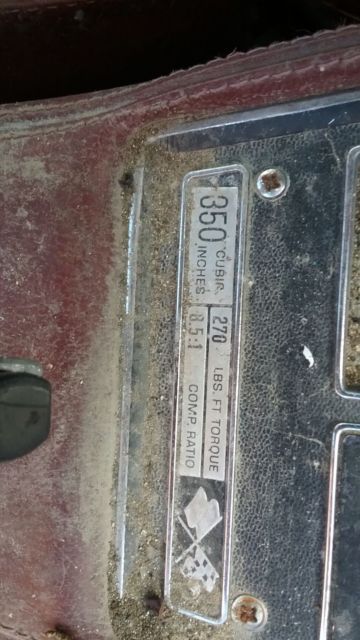 350 CUBIC INCHES
270 LBS. FT TORQUE
8.5:1 COMP. RATIO